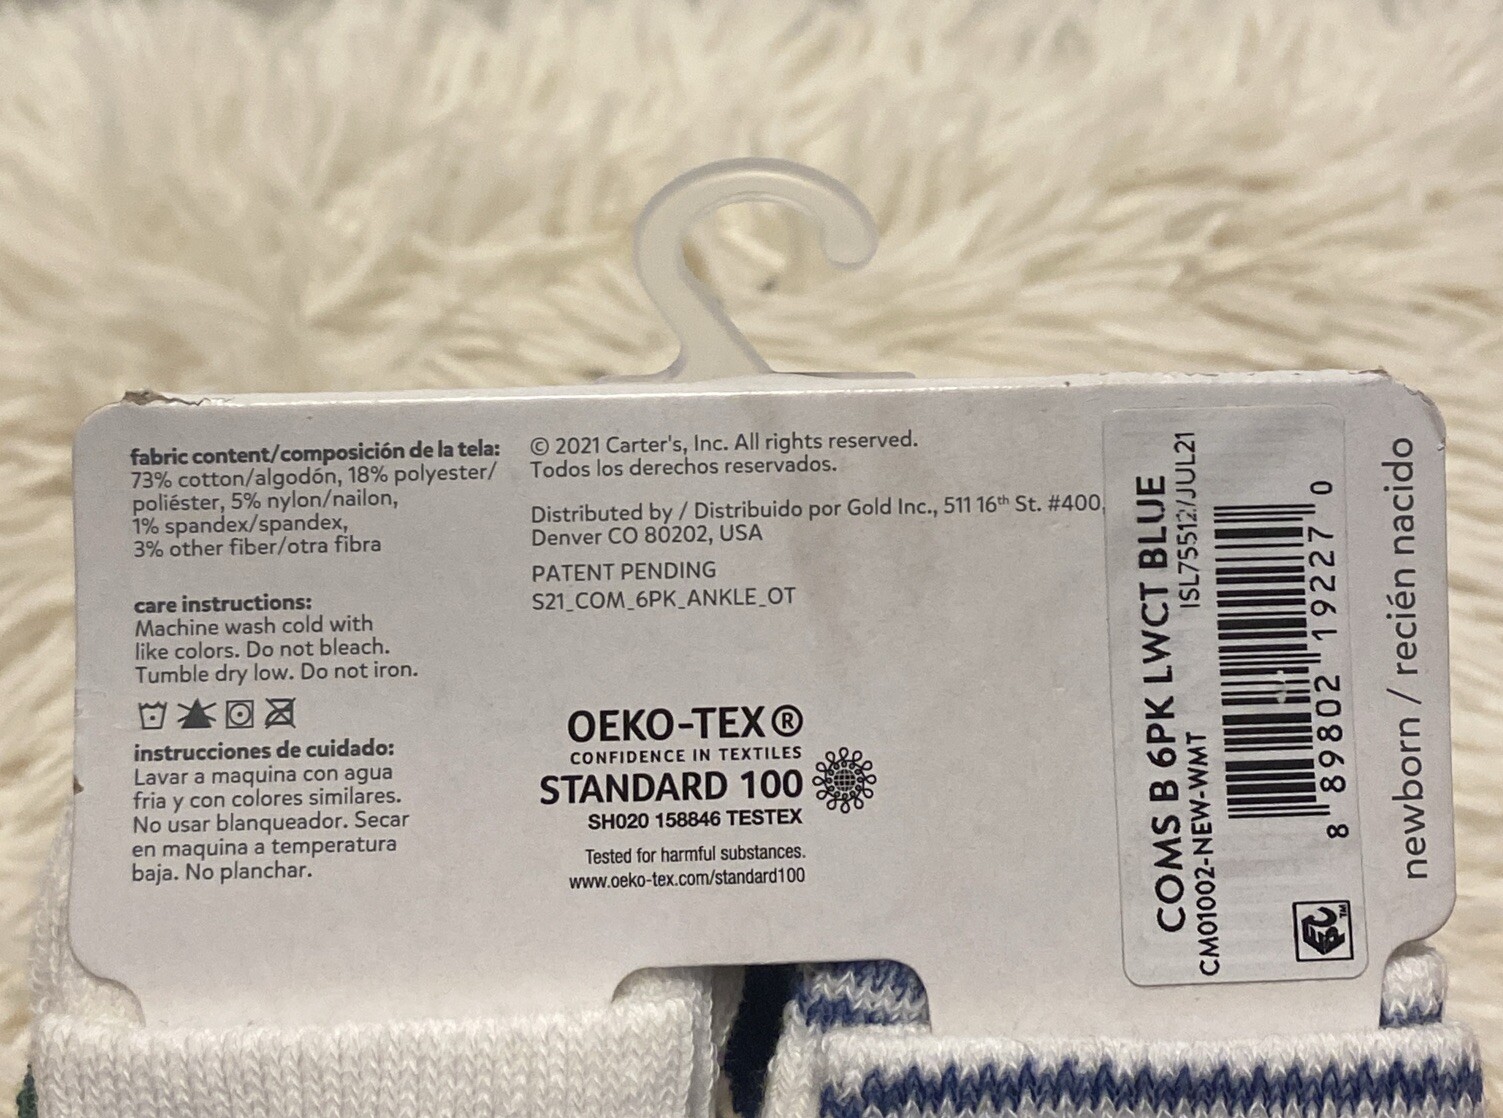 fabric content/composición de la tela:
73% cotton/algodón, 18% polyester/
poliéster, 5% nylon/nailon,
1% spandex/spandex,
3% other fiber/otra fibra
care instructions:
Machine wash cold with
like colors. Do not bleach.
Tumble dry low. Do not iron.
instrucciones de cuidado:
Lavar a maquina con agua
fria y con colores similares.
No usar blanqueador. Secar
en maquina a temperatura
baja. No planchar.
© 2021 Carter's, Inc. All rights reserved.
Todos los derechos reservados.
Distributed by / Distribuido por Gold Inc., 511 16th St. #400,
Denver CO 80202, USA
PATENT PENDING
S21_COM_6PK_ANKLE_OT
OEKO-TEX®
CONFIDENCE IN TEXTILES
STANDARD 100
SH020 158846 TESTEX
Tested for harmful substances.
www.oeko-tex.com/standard100
COMS B 6PK LWCT BLUE
CM01002-NEW-WMT ISL75512/JUL21
8 89802 19227 0
newborn / recién nacido